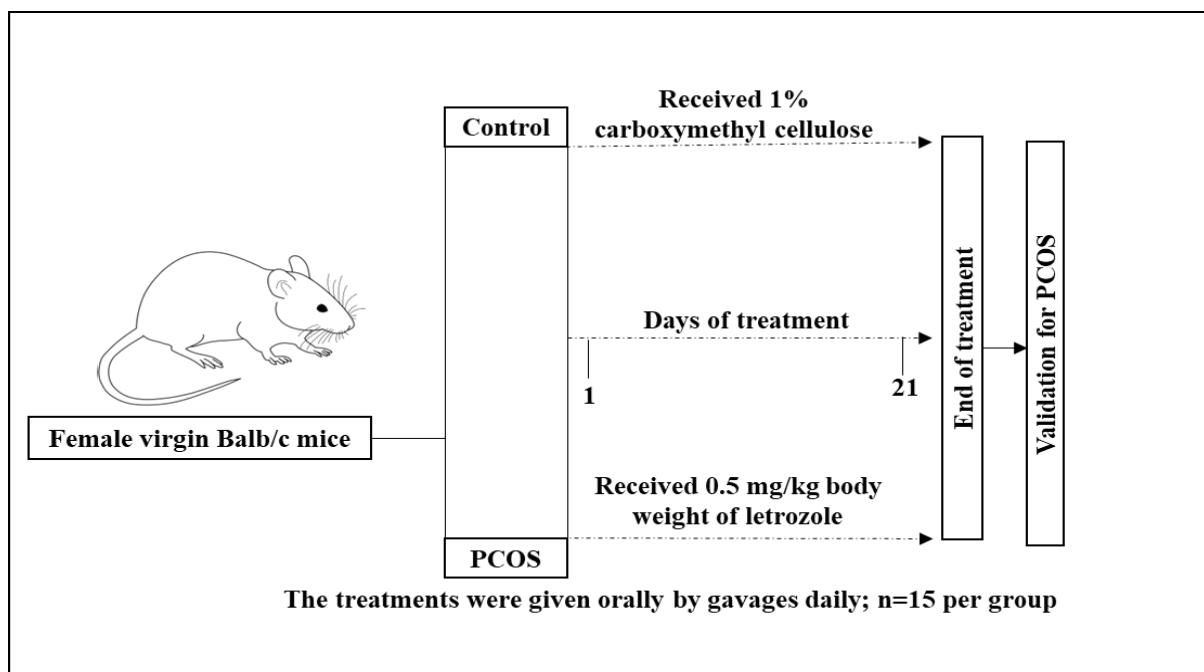 Control
Received 1%
carboxymethyl cellulose
Female virgin Balb/c mice
Days of treatment
1
21
Received 0.5 mg/kg body
weight of letrozole
PCOS
End of treatment
Validation for PCOS
The treatments were given orally by gavages daily; n=15 per group